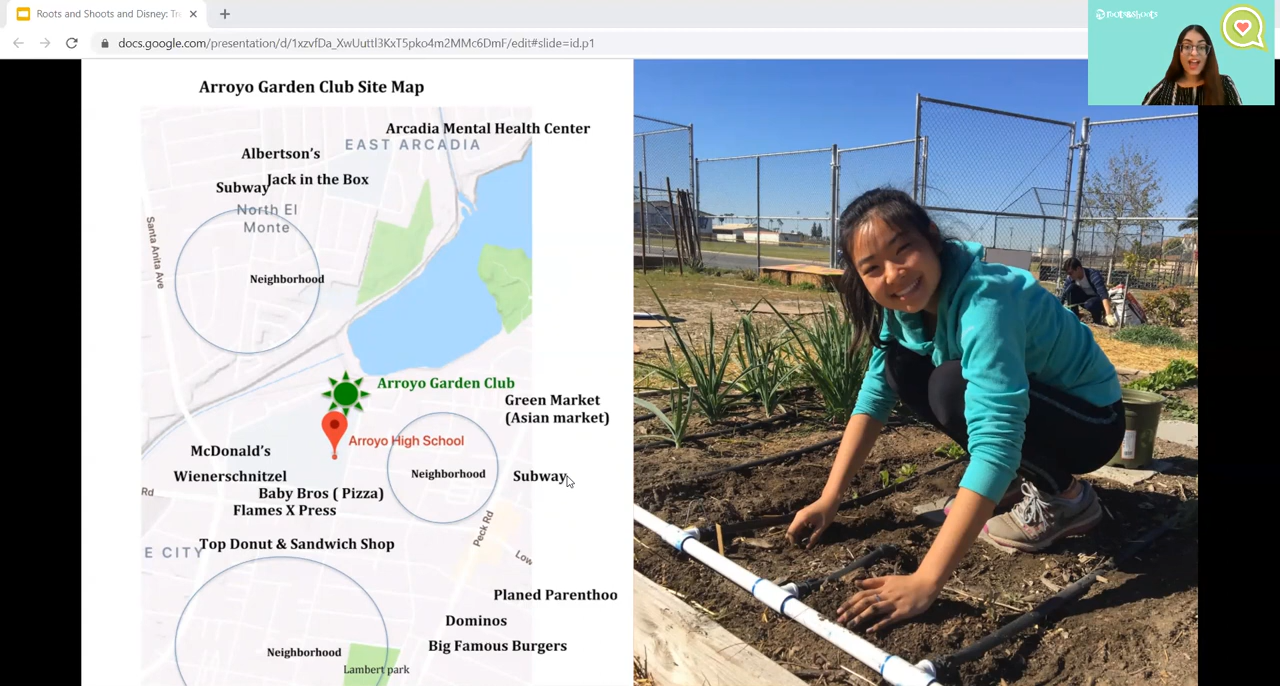 Roots and Shoots and Disney: Tr
docs.google.com/presentation/d/1xzvfDa_XwUuttI3KxT5pko4m2MMc6DmF/edit#slide=id.p1
roots&shoots
Arroyo Garden Club Site Map
Arcadia Mental Health Center
EAST ARCADIA
Albertson's
Jack in the Box
Subway
North El
Monte
Santa Anita Ave
Neighborhood
Arroyo Garden Club
Green Market
(Asian market)
Arroyo High School
McDonald's
Neighborhood
Wienerschnitzel
Subway
Baby Bros ( Pizza)
Rd
Flames X Press
Peck Rd
Top Donut & Sandwich Shop
E CITY
Low
Planed Parenthoo
Dominos
Big Famous Burgers
Neighborhood
Lambert park